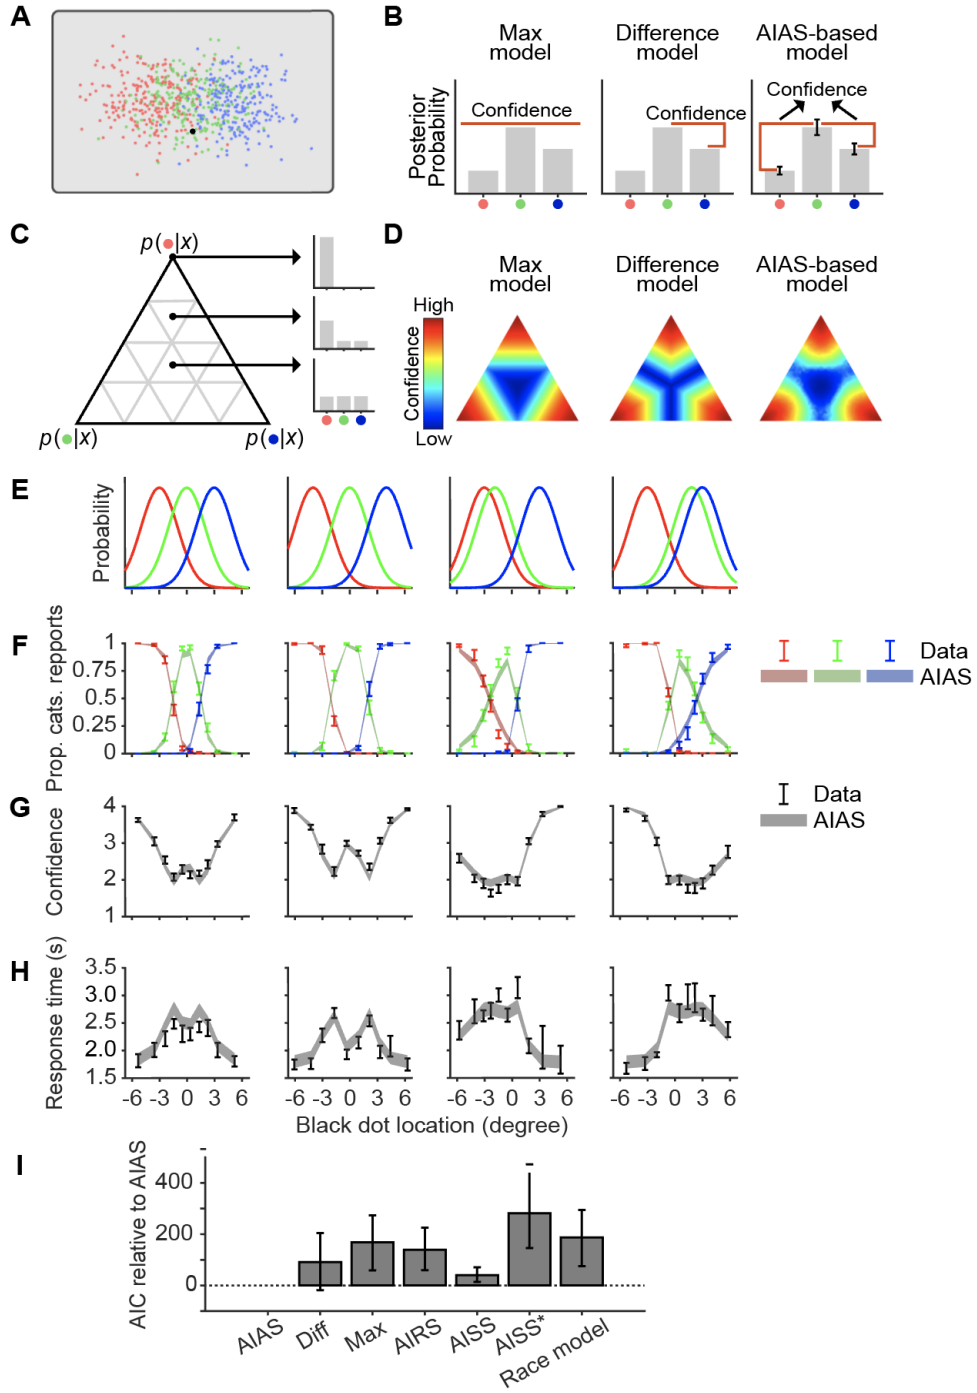 A
B
Max
model
Difference
model
AIAS-based
model
Posterior
Probability
Confidence
Confidence
Confidence
C
p(●|x)
p(●|x)
p(●|x)
D
Max
model
Difference
model
AIAS-based
model
High
Confidence
Low
E
Probability
F
Prop. cats. repports
1
0.75
0.5
0.25
0
Data
AIAS
G
Confidence
4
3
2
1
Data
AIAS
H
Response time (s)
3.5
3.0
2.5
2.0
1.5
-6 -3 0 3 6
-6 -3 0 3 6
-6 -3 0 3 6
-6 -3 0 3 6
Black dot location (degree)
I
AIC relative to AIAS
400
200
0
AIAS
Diff
Max
AIRS
AISS
AISS*
Race model